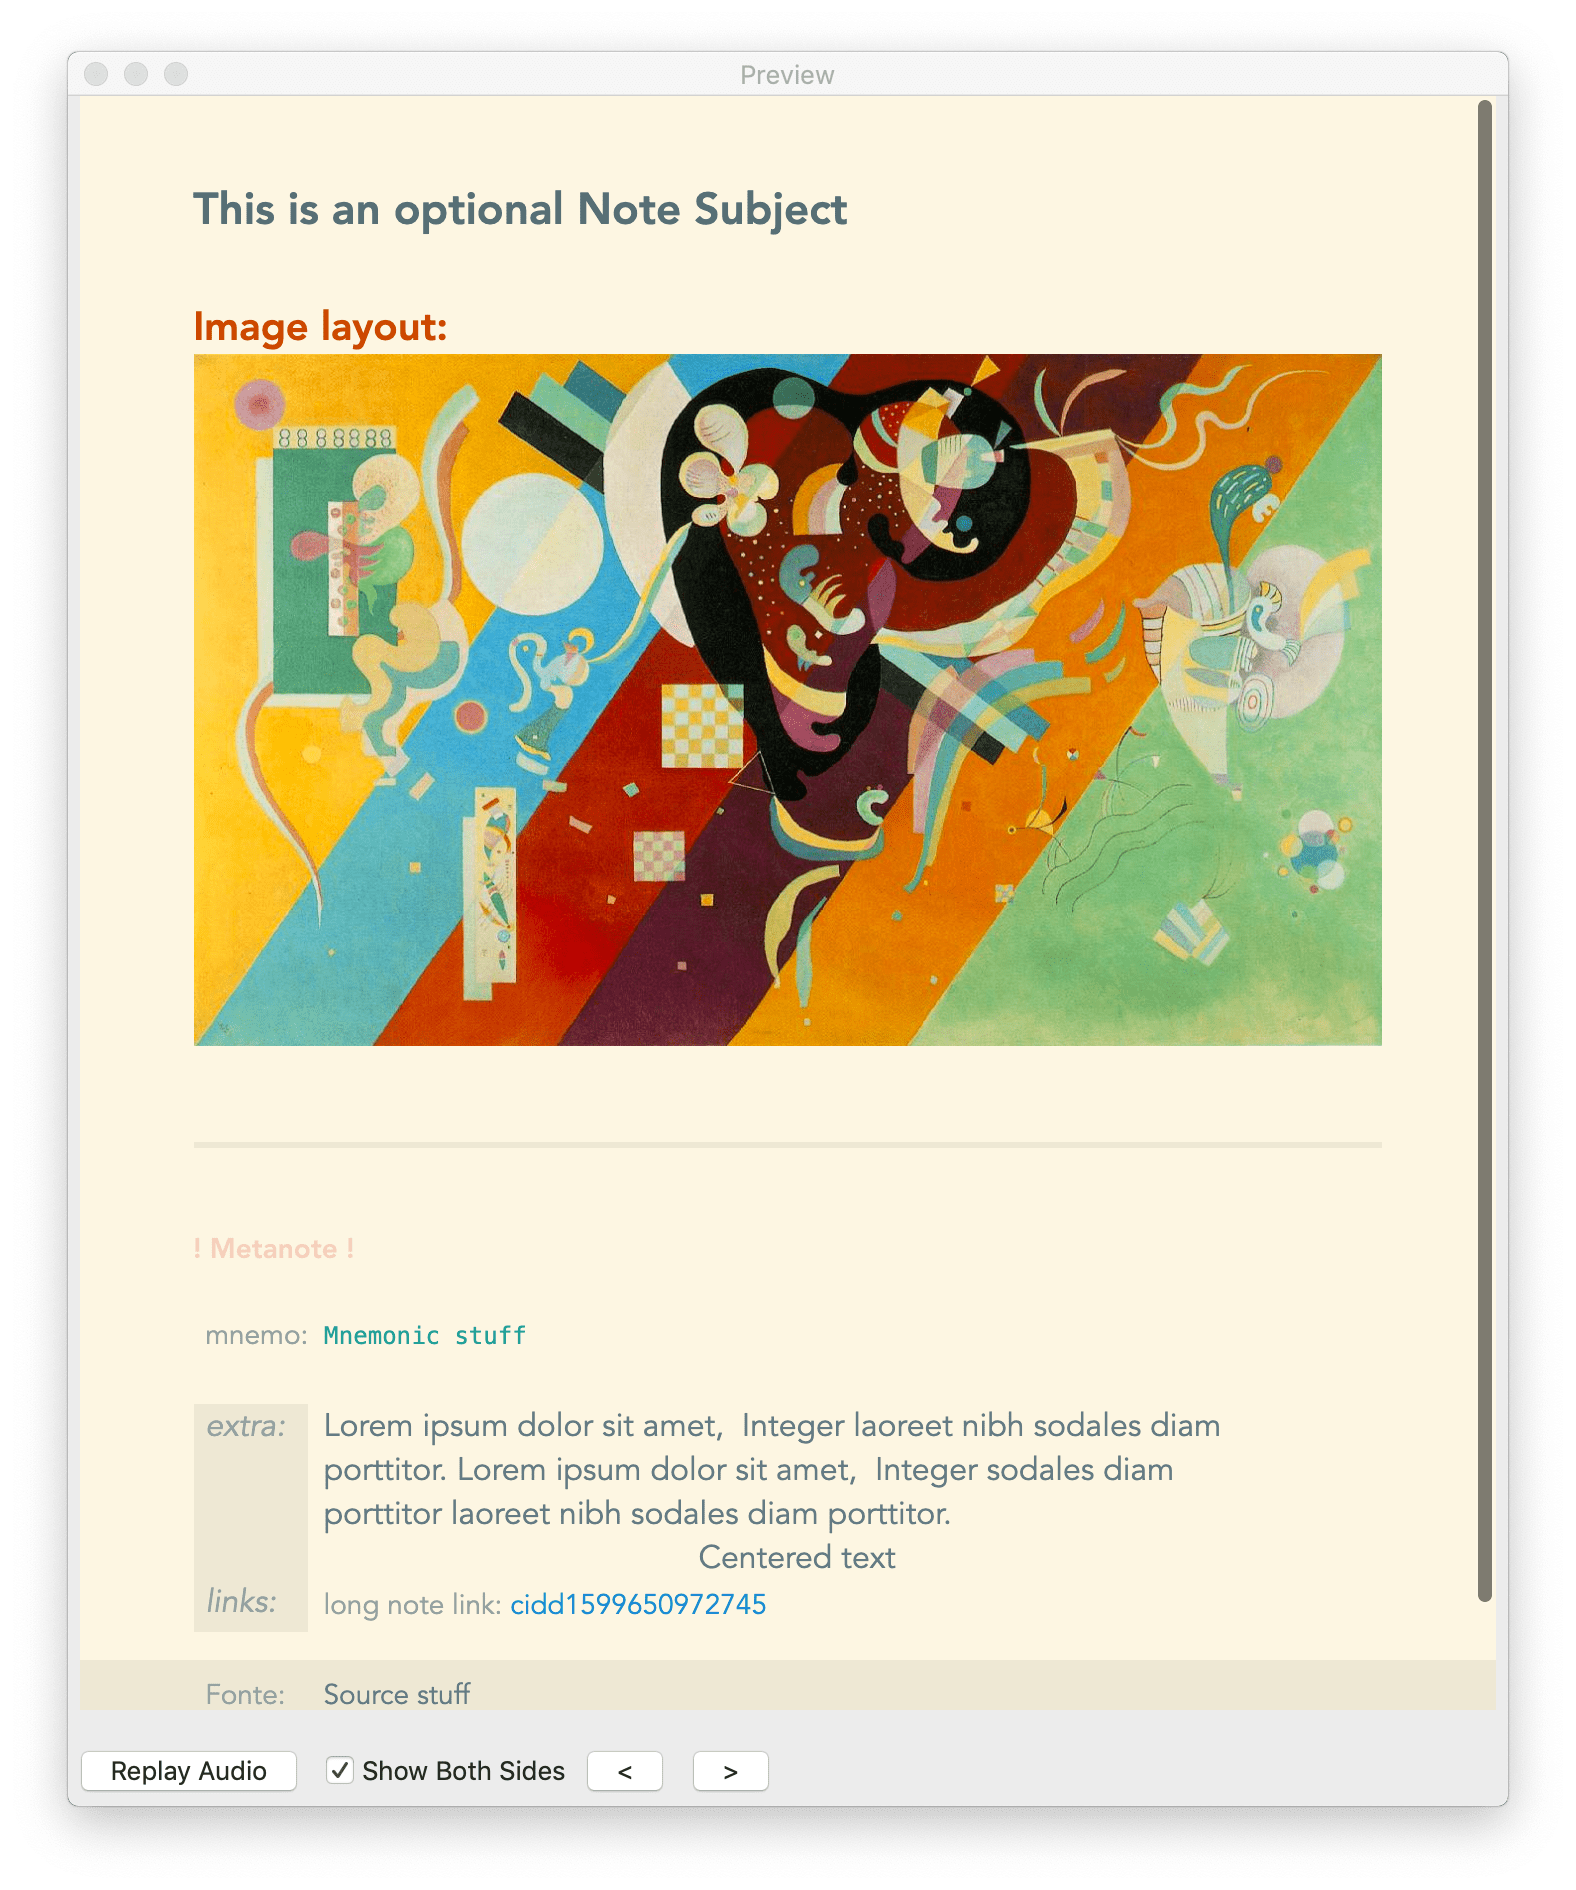 Preview
This is an optional Note Subject
Image layout:
! Metanote !
mnemo: Mnemonic stuff
extra: Lorem ipsum dolor sit amet,  Integer laoreet nibh sodales diam
porttitor. Lorem ipsum dolor sit amet,  Integer sodales diam
porttitor laoreet nibh sodales diam porttitor.
Centered text
links: long note link: cidd1599650972745
Fonte: Source stuff
Replay Audio Show Both Sides < >